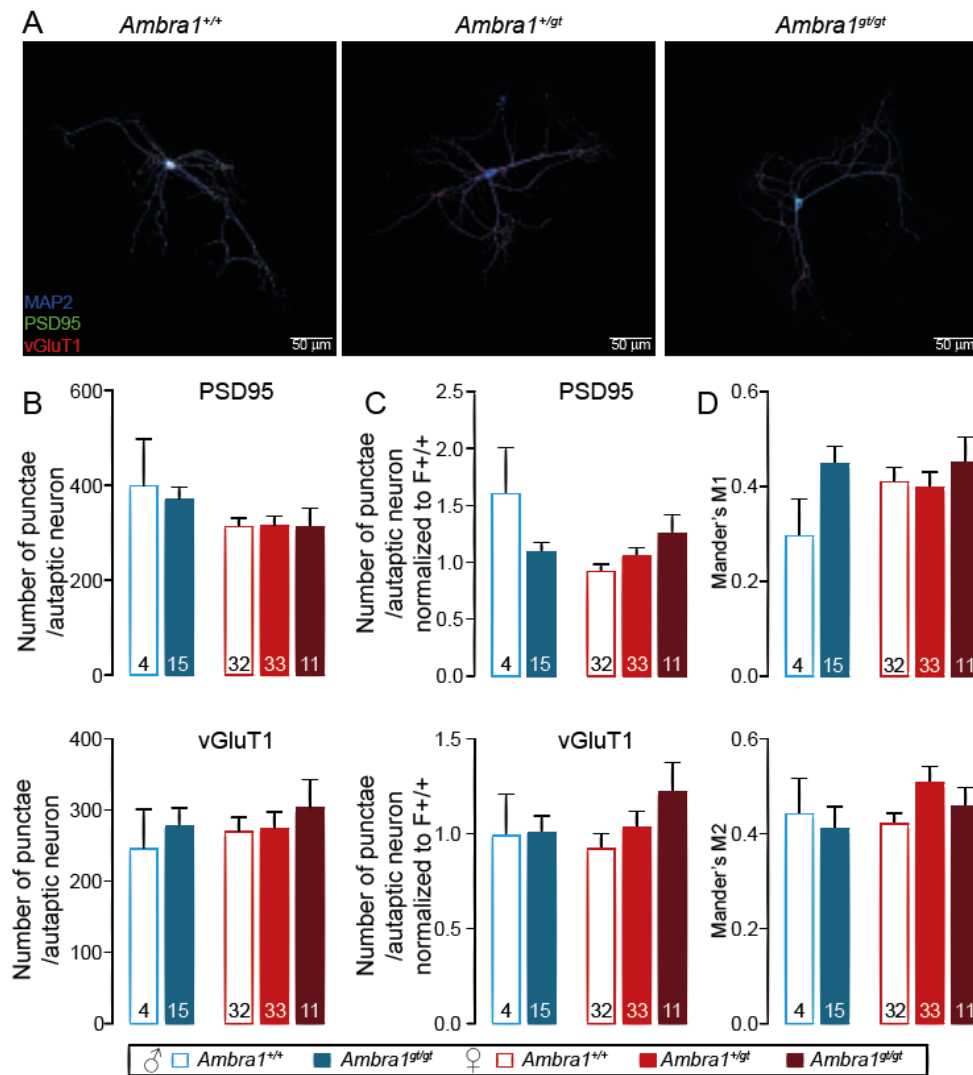 A
Ambra1+/+
Ambra1+/gt
Ambra1gt/gt
MAP2
PSD95
vGluT1
50 µm
50 µm
50 µm
B
PSD95
Number of punctae
/autaptic neuron
600
400
200
0
4
15
32
33
11
C
PSD95
Number of punctae
/autaptic neuron
normalized to F+/+
2.5
2.0
1.5
1.0
0.5
0.0
4
15
32
33
11
D
Mander's M1
0.6
0.4
0.2
0.0
4
15
32
33
11
vGluT1
Number of punctae
/autaptic neuron
400
300
200
100
0
4
15
32
33
11
vGluT1
Number of punctae
/autaptic neuron
normalized to F+/+
1.5
1.0
0.5
0.0
4
15
32
33
11
Mander's M2
0.6
0.4
0.2
0.0
4
15
32
33
11
♂ Ambra1+/+ Ambra1gt/gt ♀ Ambra1+/+ Ambra1+/gt Ambra1gt/gt